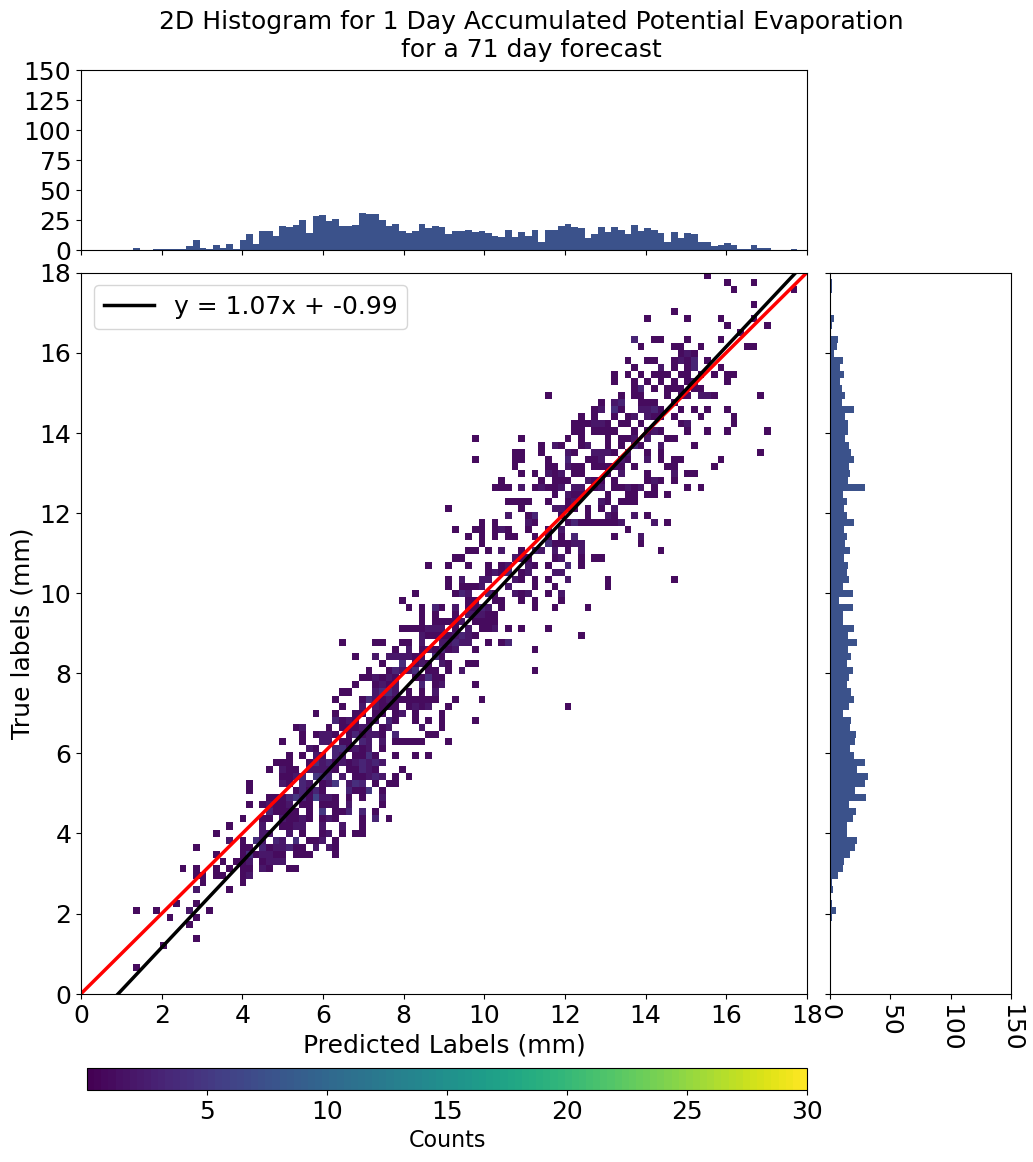 2D Histogram for 1 Day Accumulated Potential Evaporation
for a 71 day forecast
150
125
100
75
50
25
0
18
16
14
12
10
8
6
4
2
0
True labels (mm)
y = 1.07x + -0.99
0 2 4 6 8 10 12 14 16 18
Predicted Labels (mm)
0 50 100 150
5 10 15 20 25 30
Counts